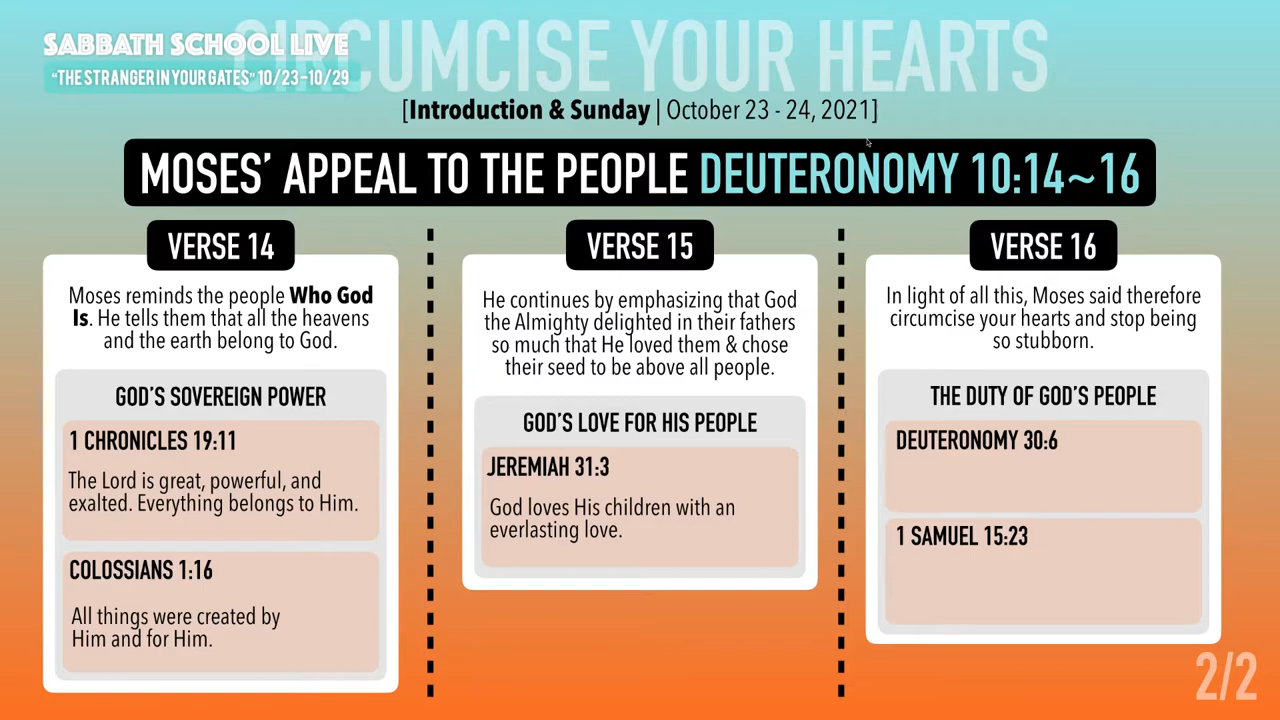 CIRCUMCISE YOUR HEARTS
SABBATH SCHOOL LIVE
“THE STRANGER IN YOUR GATES” 10/23-10/29
[Introduction & Sunday | October 23 - 24, 2021]
MOSES’ APPEAL TO THE PEOPLE DEUTERONOMY 10:14~16
VERSE 14
Moses reminds the people Who God
Is. He tells them that all the heavens
and the earth belong to God.
GOD’S SOVEREIGN POWER
1 CHRONICLES 19:11
The Lord is great, powerful, and
exalted. Everything belongs to Him.
COLOSSIANS 1:16
All things were created by
Him and for Him.
VERSE 15
He continues by emphasizing that God
the Almighty delighted in their fathers
so much that He loved them & chose
their seed to be above all people.
GOD’S LOVE FOR HIS PEOPLE
JEREMIAH 31:3
God loves His children with an
everlasting love.
VERSE 16
In light of all this, Moses said therefore
circumcise your hearts and stop being
so stubborn.
THE DUTY OF GOD’S PEOPLE
DEUTERONOMY 30:6
1 SAMUEL 15:23
2/2